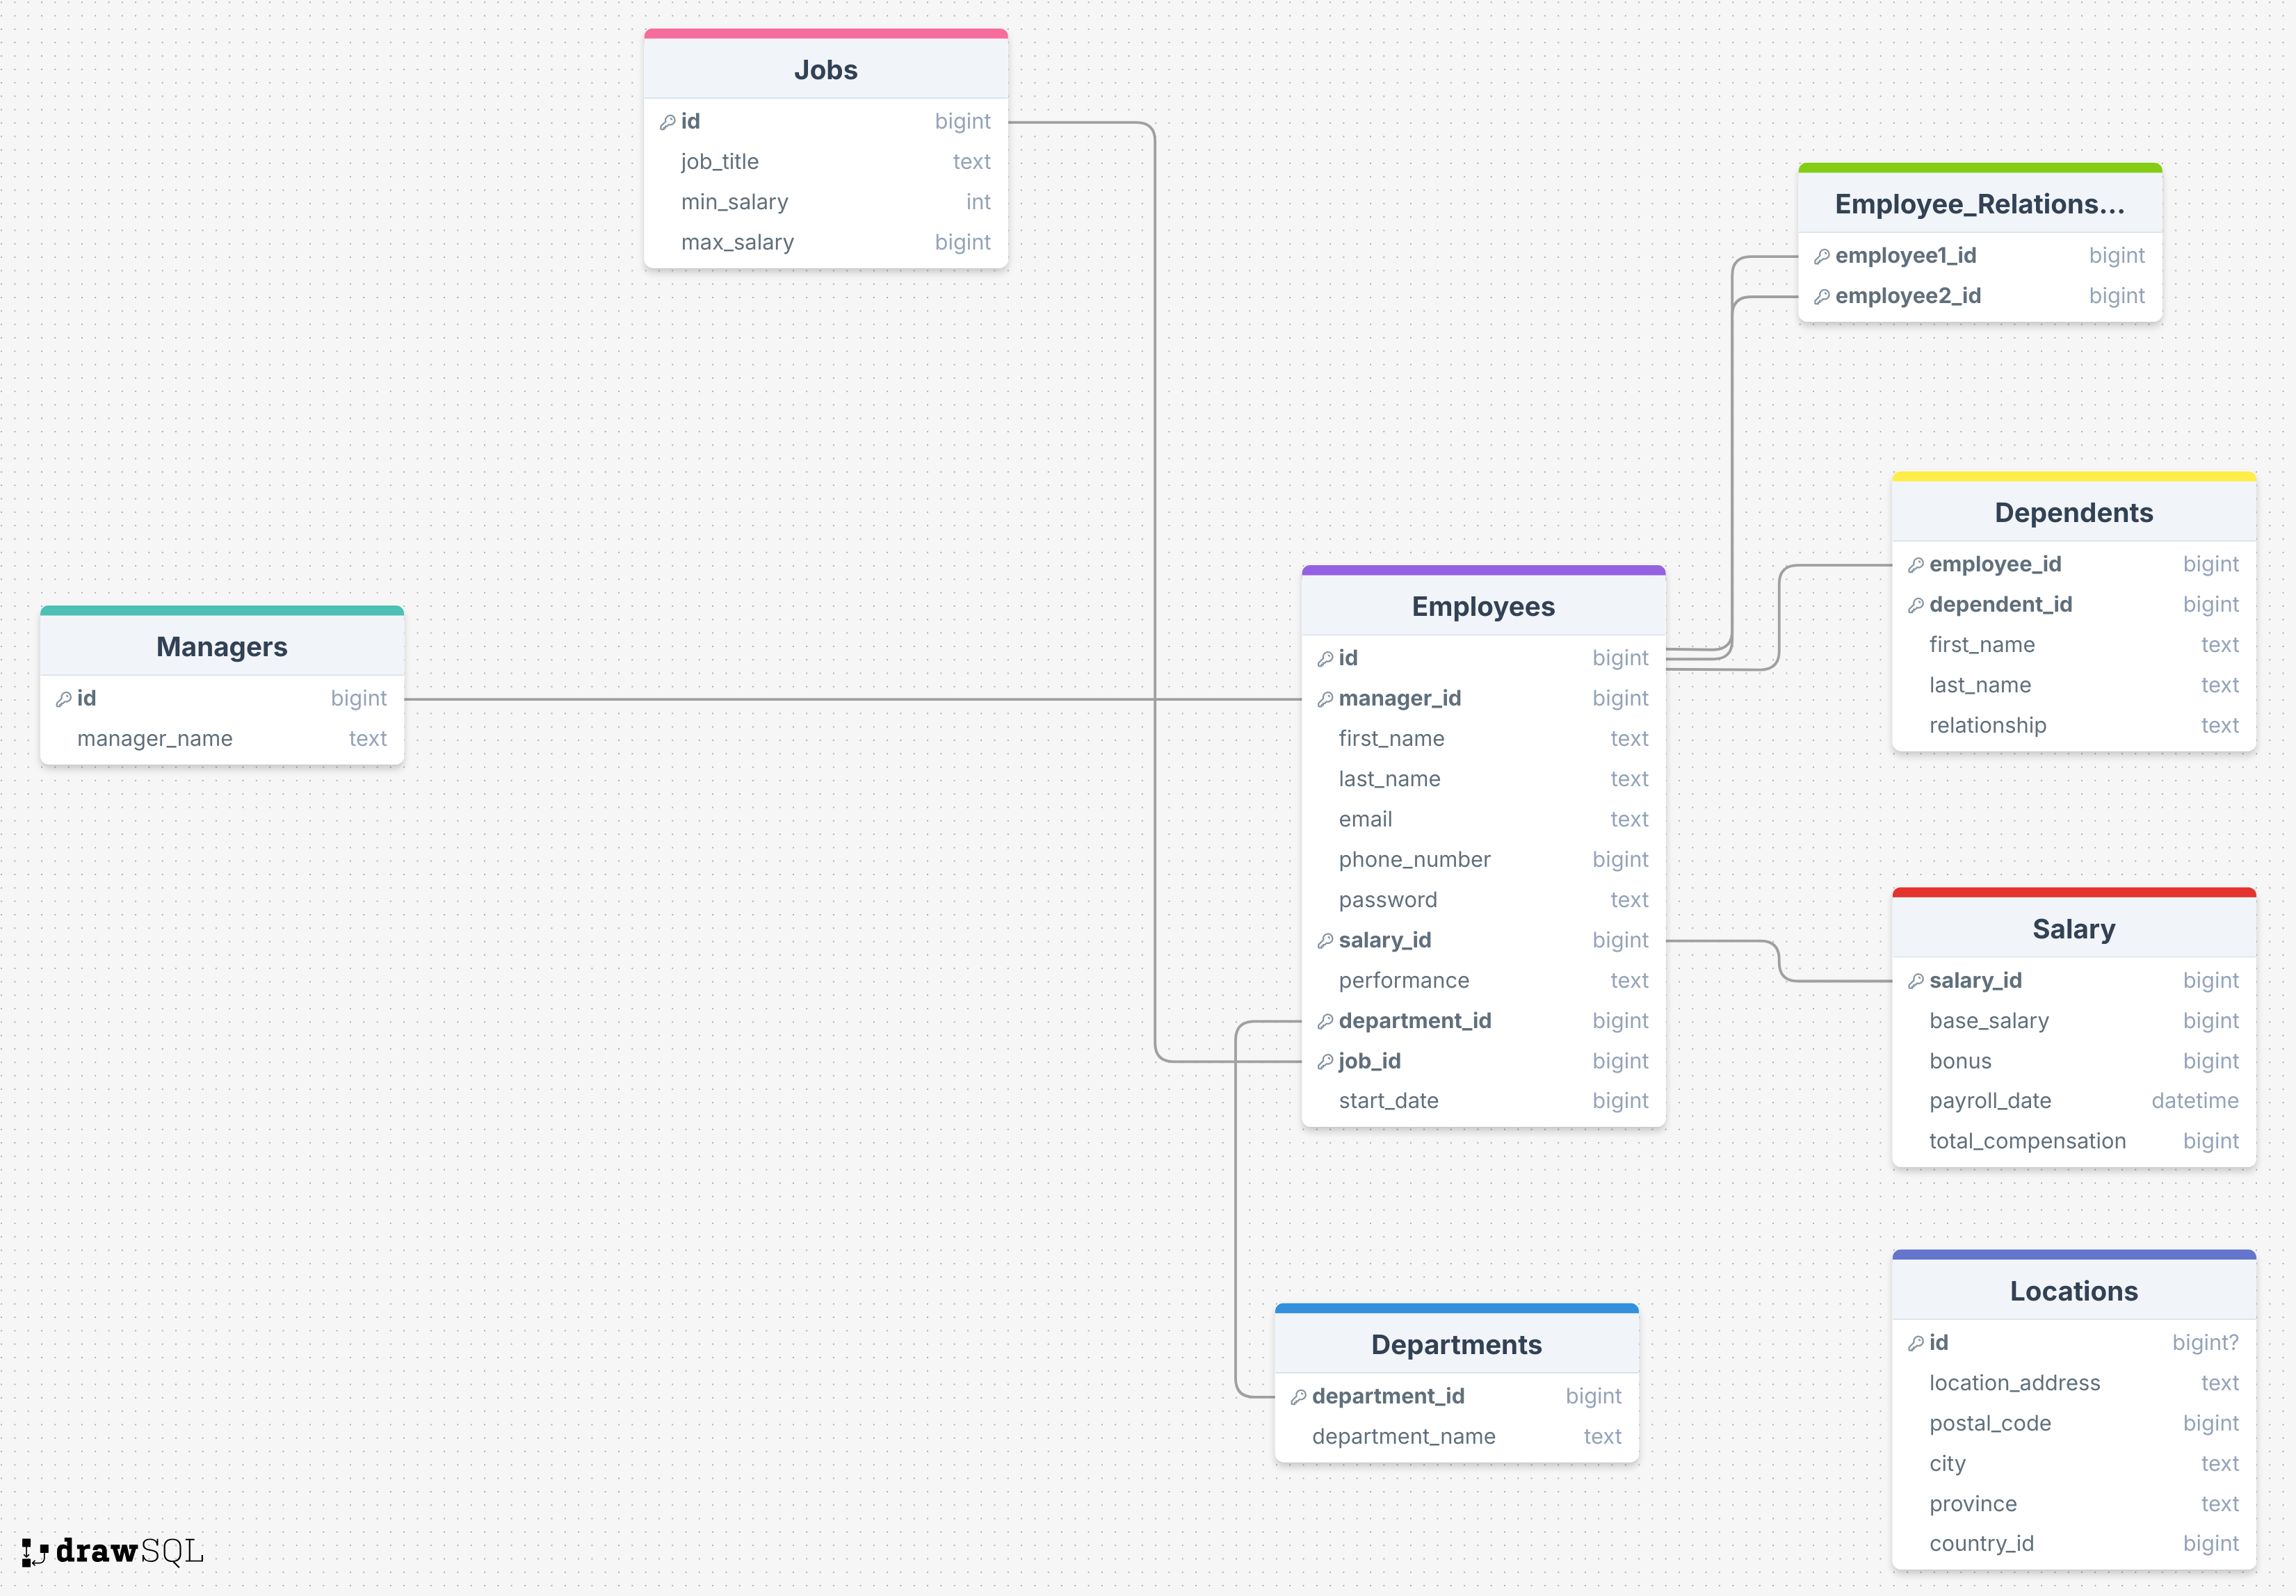 Jobs
id bigint
job_title text
min_salary int
max_salary bigint
Employee_Relations...
employee1_id bigint
employee2_id bigint
Dependents
employee_id bigint
dependent_id bigint
first_name text
last_name text
relationship text
Managers
id bigint
manager_name text
Employees
id bigint
manager_id bigint
first_name text
last_name text
email text
phone_number bigint
password text
salary_id bigint
performance text
department_id bigint
job_id bigint
start_date bigint
Salary
salary_id bigint
base_salary bigint
bonus bigint
payroll_date datetime
total_compensation bigint
Departments
department_id bigint
department_name text
Locations
id bigint?
location_address text
postal_code bigint
city text
province text
country_id bigint
drawSQL